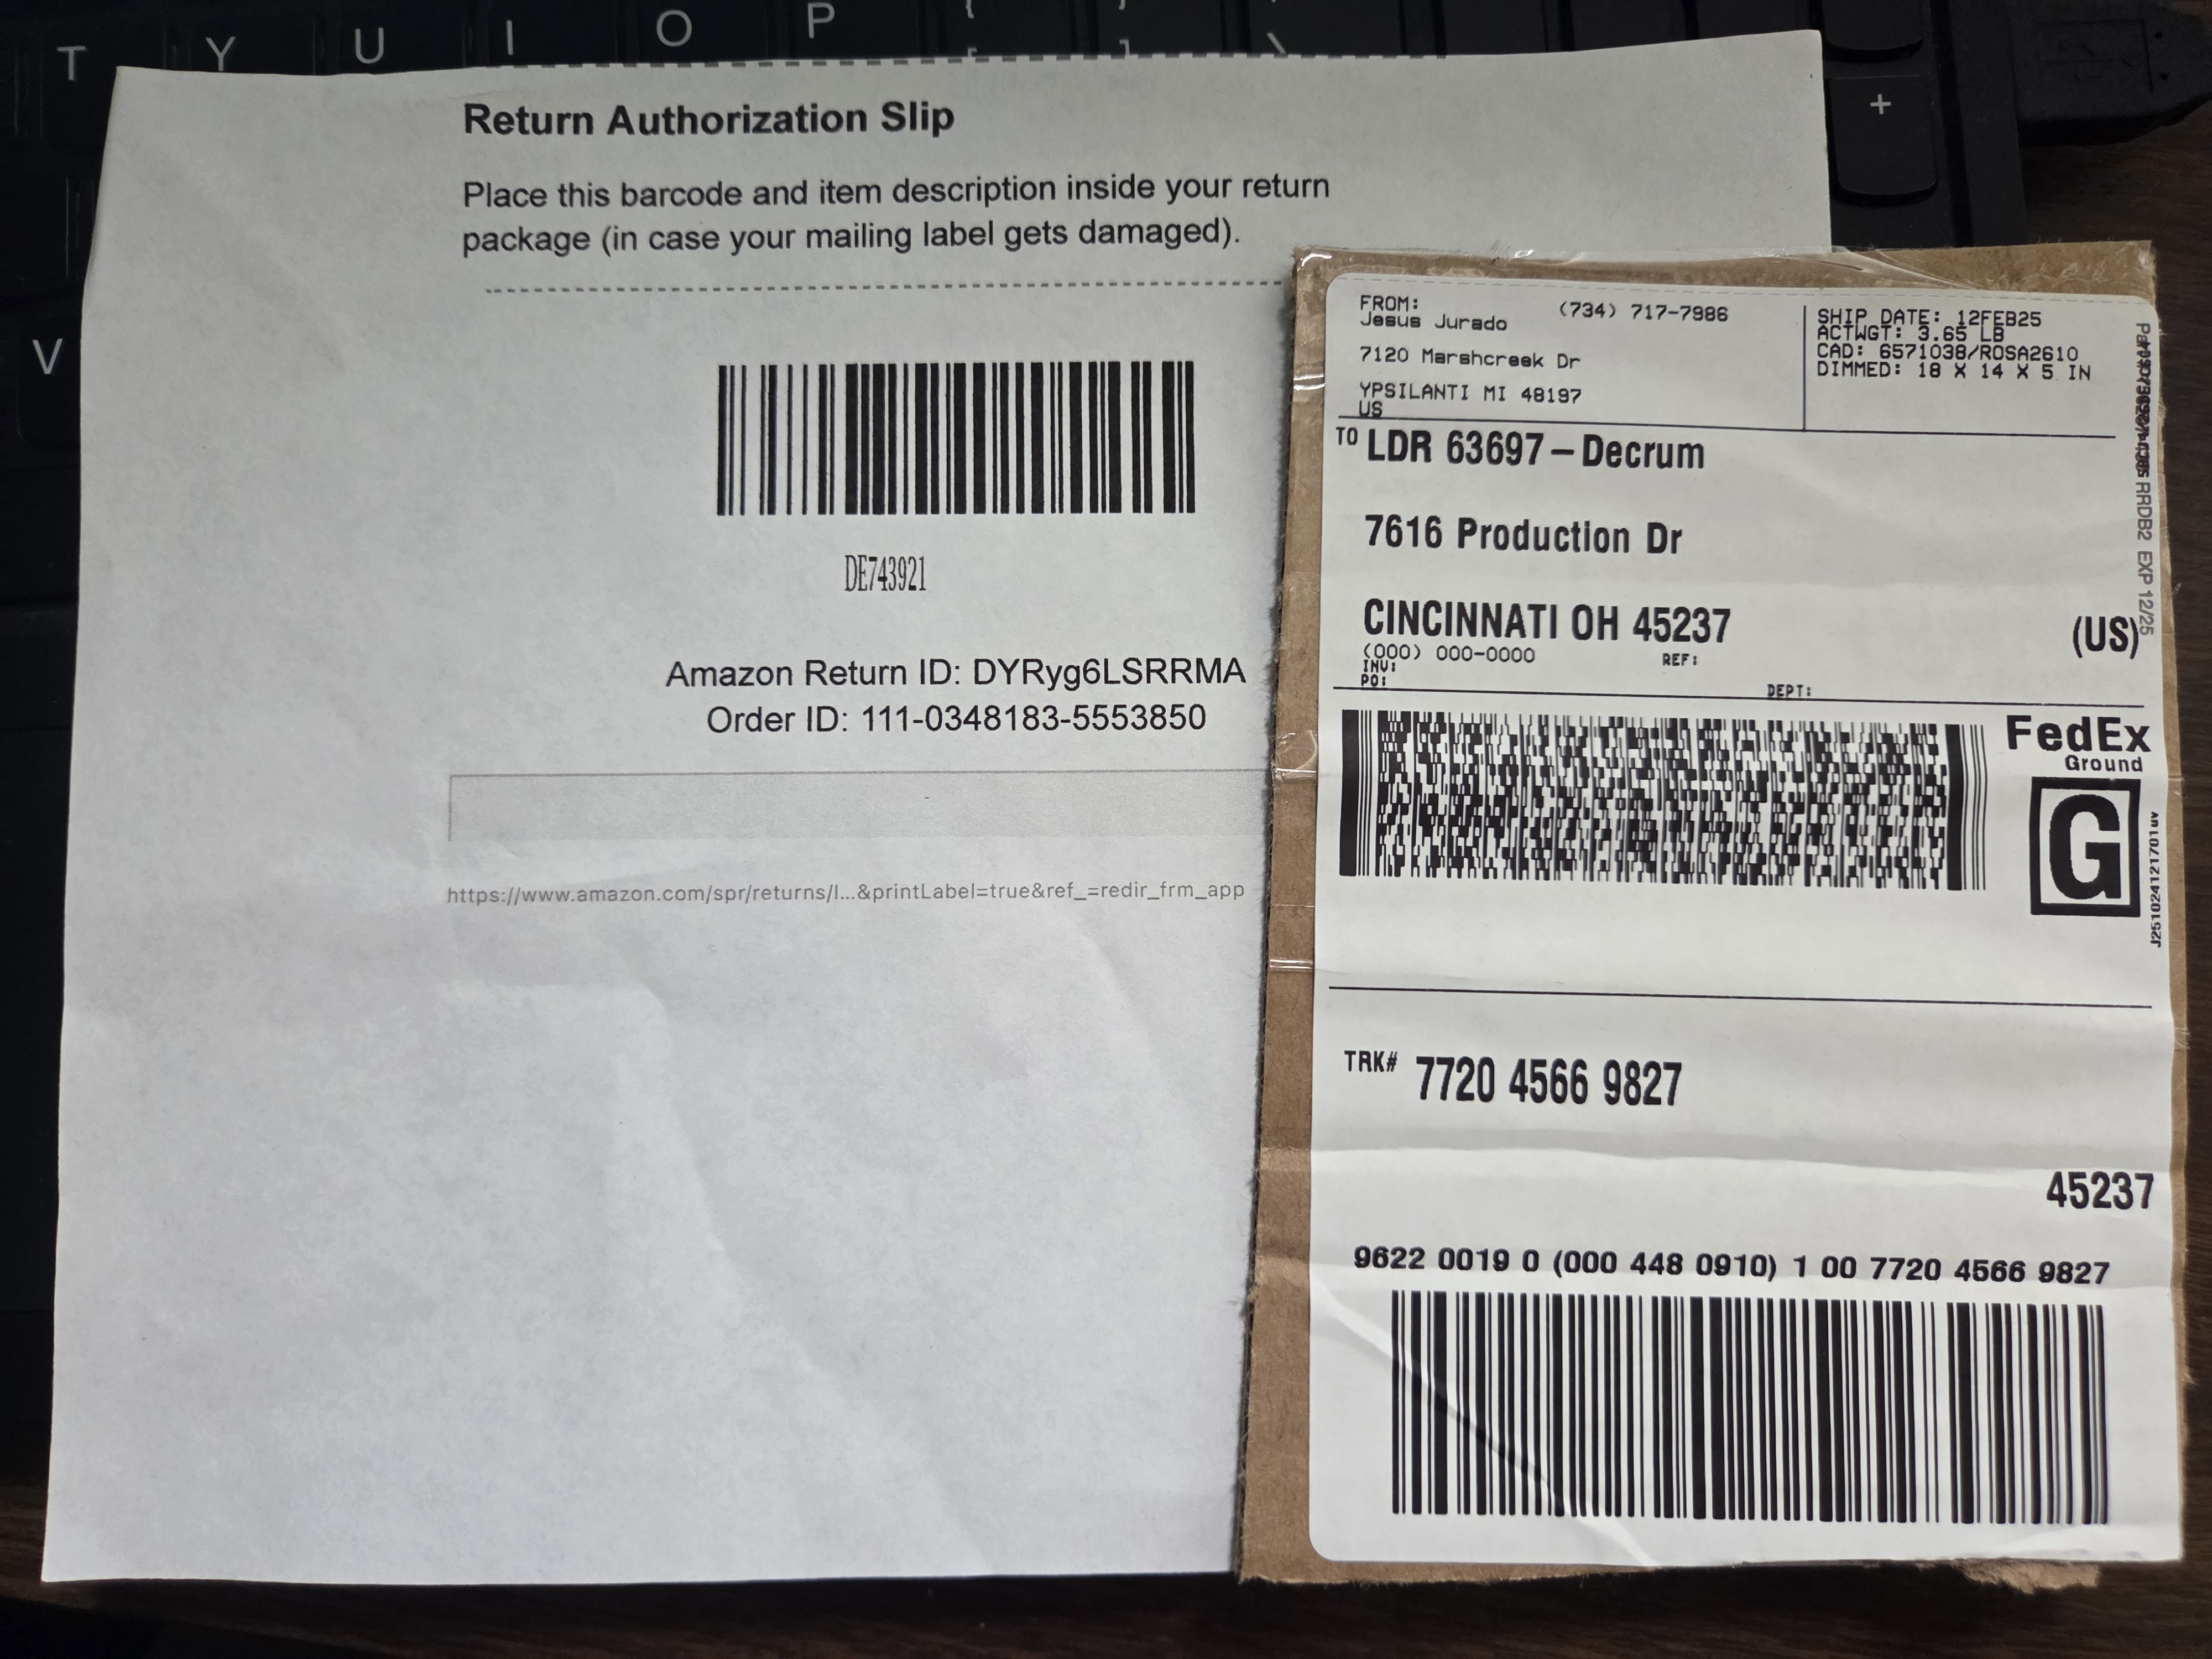 T Y U I O P
+
V
Return Authorization Slip
Place this barcode and item description inside your return
package (in case your mailing label gets damaged).
DE743921
Amazon Return ID: DYRyg6LSRRMA
Order ID: 111-0348183-5553850
https://www.amazon.com/spr/returns/l...&printLabel=true&ref_=redir_frm_app
FROM: (734) 717-7986
Jesus Jurado
7120 Marshcreek Dr
YPSILANTI MI 48197
US
SHIP DATE: 12FEB25
ACTWGT: 3.65 LB
CAD: 6571038/ROSA2610
DIMMED: 18 X 14 X 5 IN
TO LDR 63697 – Decrum
7616 Production Dr
CINCINNATI OH 45237 (US)
(000) 000-0000 REF:
INV:
PO: DEPT:
RRDB2 EXP 12/25
FedEx
Ground
G
TRK# 7720 4566 9827
45237
9622 0019 0 (000 448 0910) 1 00 7720 4566 9827